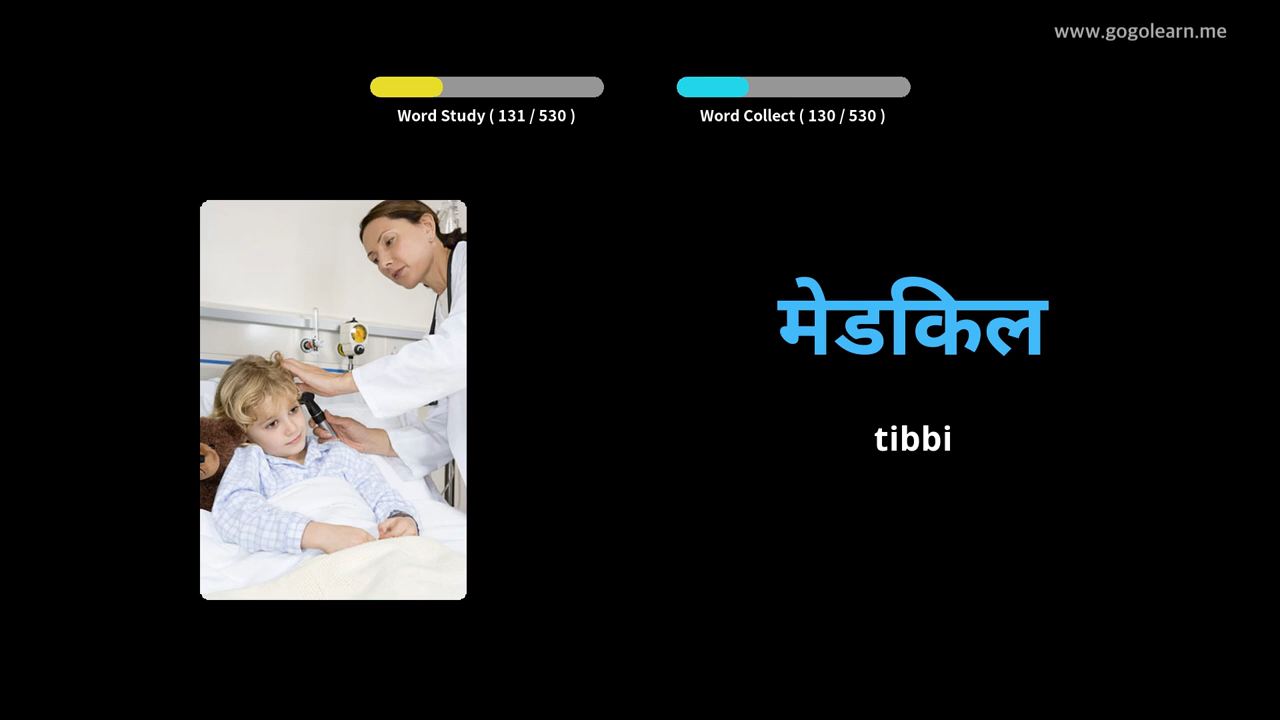 www.gogolearn.me
Word Study ( 131 / 530 )
Word Collect ( 130 / 530 )
मेडकिल
tibbi